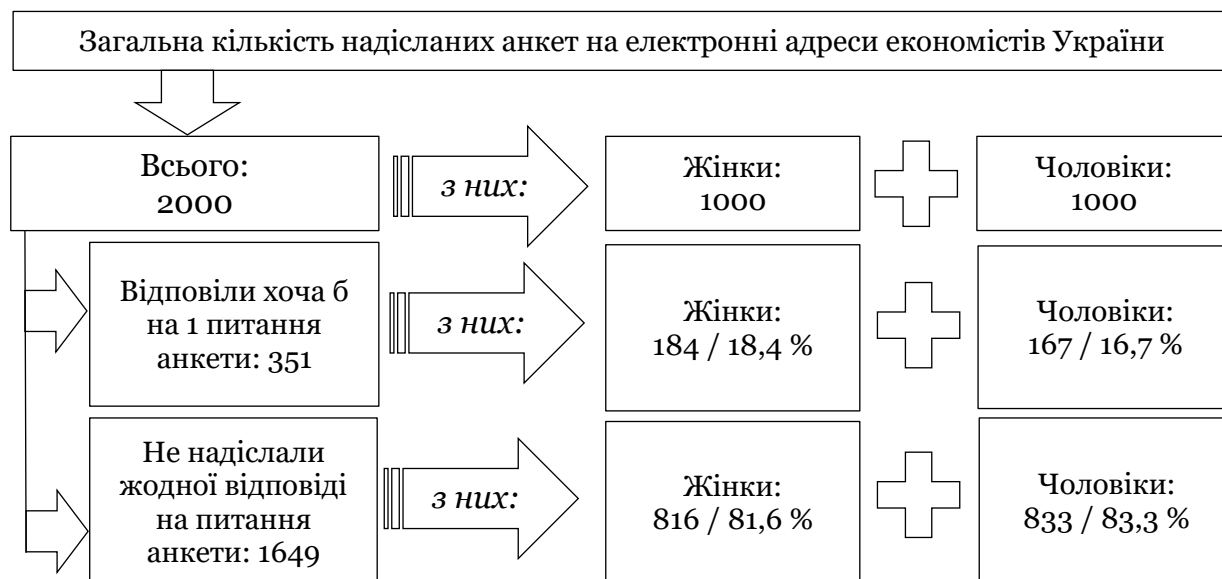 Загальна кількість надісланих анкет на електронні адреси економістів України
Всього:
2000
з них:
Жінки:
1000
Чоловіки:
1000
Відповіли хоча б
на 1 питання
анкети: 351
з них:
Жінки:
184 / 18,4 %
Чоловіки:
167 / 16,7 %
Не надіслали
жодної відповіді
на питання
анкети: 1649
з них:
Жінки:
816 / 81,6 %
Чоловіки:
833 / 83,3 %